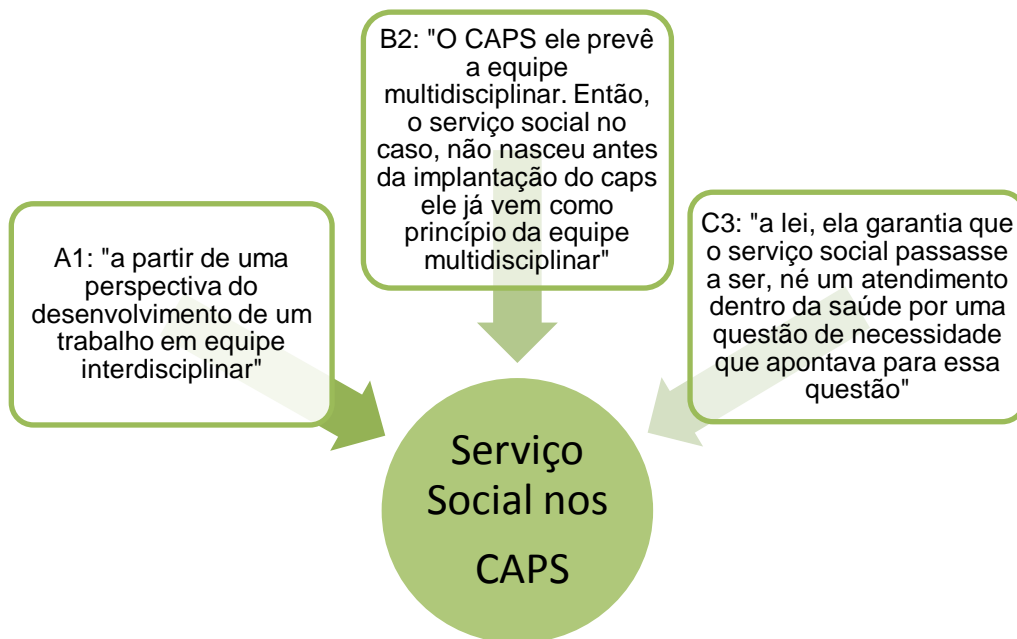 B2: "O CAPS ele prevê
a equipe
multidisciplinar. Então,
o serviço social no
caso, não nasceu antes
da implantação do caps
ele já vem como
princípio da equipe
multidisciplinar"
A1: "a partir de uma
perspectiva do
desenvolvimento de um
trabalho em equipe
interdisciplinar"
C3: "a lei, ela garantia que
o serviço social passasse
a ser, né um atendimento
dentro da saúde por uma
questão de necessidade
que apontava para essa
questão"
Serviço
Social nos
CAPS